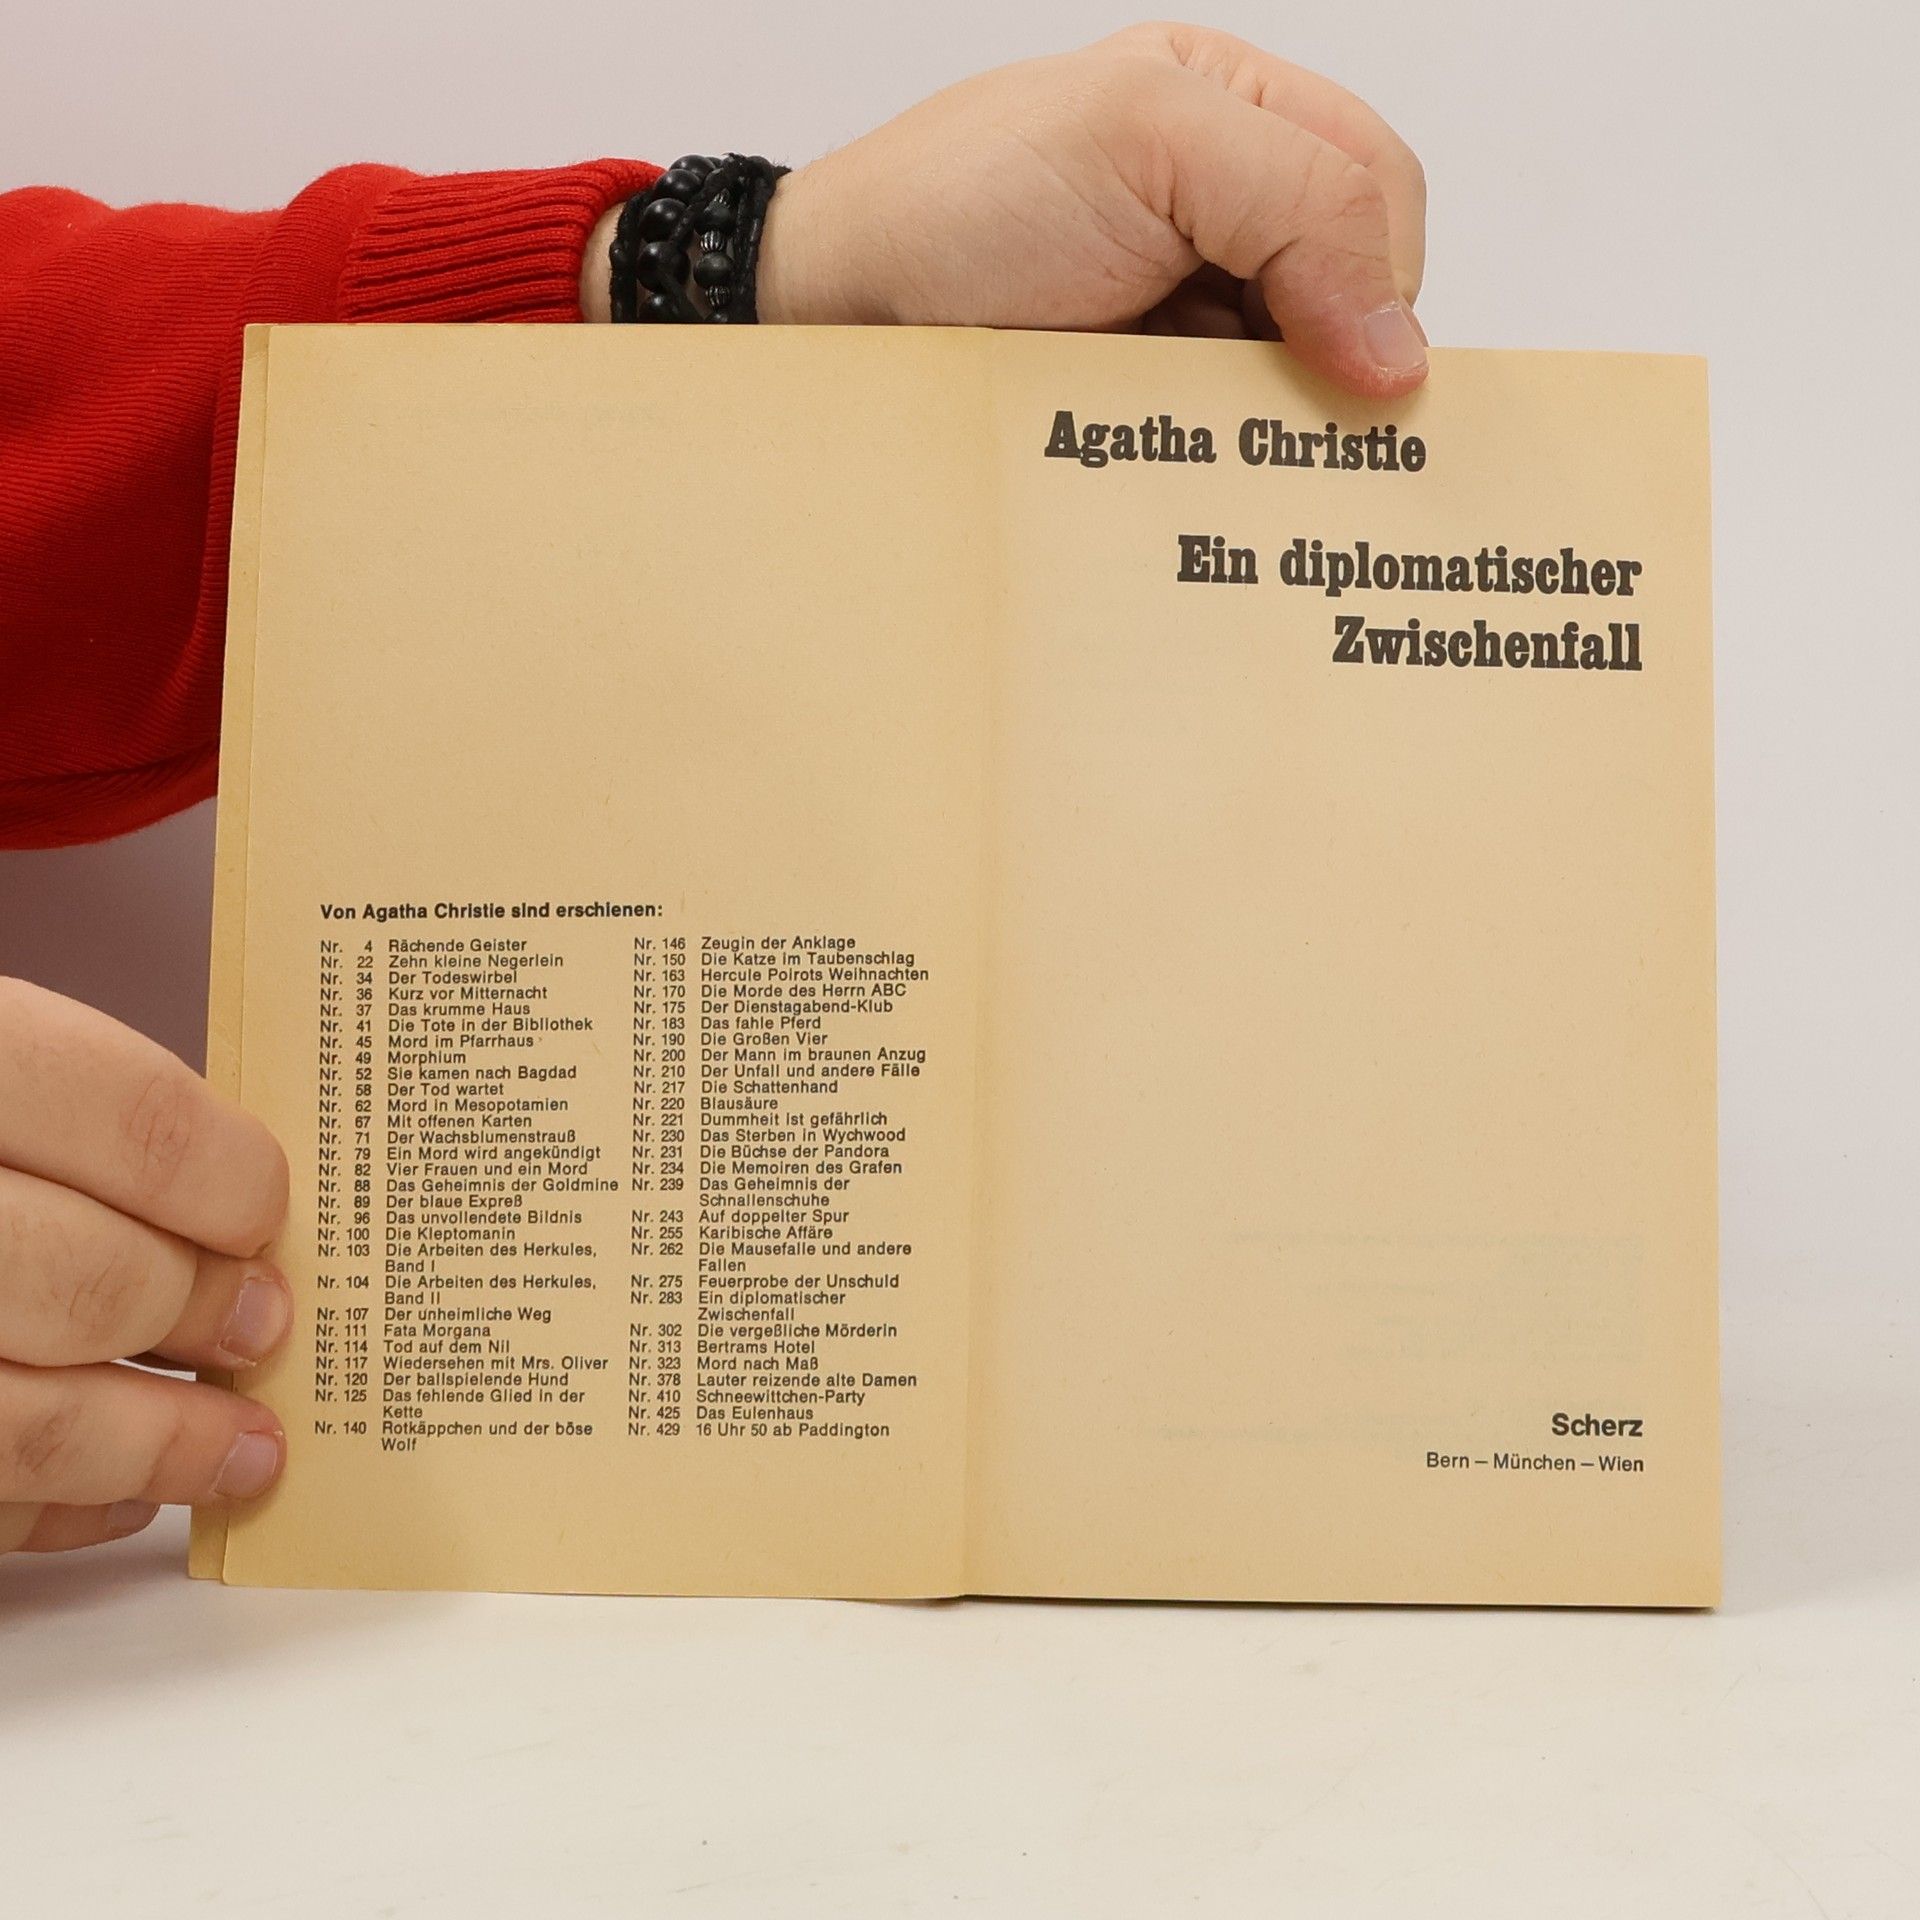 Von Agatha Christie sind erschienen:
Nr. 4 Rächende Geister
Nr. 22 Zehn kleine Negerlein
Nr. 34 Der Todeswirbel
Nr. 36 Kurz vor Mitternacht
Nr. 37 Das krumme Haus
Nr. 41 Die Tote in der Bibliothek
Nr. 45 Mord im Pfarrhaus
Nr. 49 Morphium
Nr. 52 Sie kamen nach Bagdad
Nr. 58 Der Tod wartet
Nr. 62 Mord in Mesopotamien
Nr. 67 Mit offenen Karten
Nr. 71 Der Wachsblumenstrauß
Nr. 79 Ein Mord wird angekündigt
Nr. 82 Vier Frauen und ein Mord
Nr. 88 Das Geheimnis der Goldmine
Nr. 89 Der blaue Expreß
Nr. 96 Das unvollendete Bildnis
Nr. 100 Die Kleptomanin
Nr. 103 Die Arbeiten des Herkules,
Band I
Nr. 104 Die Arbeiten des Herkules,
Band II
Nr. 107 Der unheimliche Weg
Nr. 111 Fata Morgana
Nr. 114 Tod auf dem Nil
Nr. 117 Wiedersehen mit Mrs. Oliver
Nr. 120 Der ballspielende Hund
Nr. 125 Das fehlende Glied in der
Kette
Nr. 140 Rotkäppchen und der böse
Wolf
Nr. 146 Zeugin der Anklage
Nr. 150 Die Katze im Taubenschlag
Nr. 163 Hercule Poirots Weihnachten
Nr. 170 Die Morde des Herrn ABC
Nr. 175 Der Dienstagabend-Klub
Nr. 183 Das fahle Pferd
Nr. 190 Die Großen Vier
Nr. 200 Der Mann im braunen Anzug
Nr. 210 Der Unfall und andere Fälle
Nr. 217 Die Schattenhand
Nr. 220 Blausäure
Nr. 221 Dummheit ist gefährlich
Nr. 230 Das Sterben in Wychwood
Nr. 231 Die Büchse der Pandora
Nr. 234 Die Memoiren des Grafen
Nr. 239 Das Geheimnis der
Schnallenschuhe
Nr. 243 Auf doppelter Spur
Nr. 255 Karibische Affäre
Nr. 262 Die Mausefalle und andere
Fallen
Nr. 275 Feuerprobe der Unschuld
Nr. 283 Ein diplomatischer
Zwischenfall
Nr. 302 Die vergeßliche Mörderin
Nr. 313 Bertrams Hotel
Nr. 323 Mord nach Maß
Nr. 378 Lauter reizende alte Damen
Nr. 410 Schneewittchen-Party
Nr. 425 Das Eulenhaus
Nr. 429 16 Uhr 50 ab Paddington
Agatha Christie
Ein diplomatischer
Zwischenfall
Scherz
Bern – München – Wien